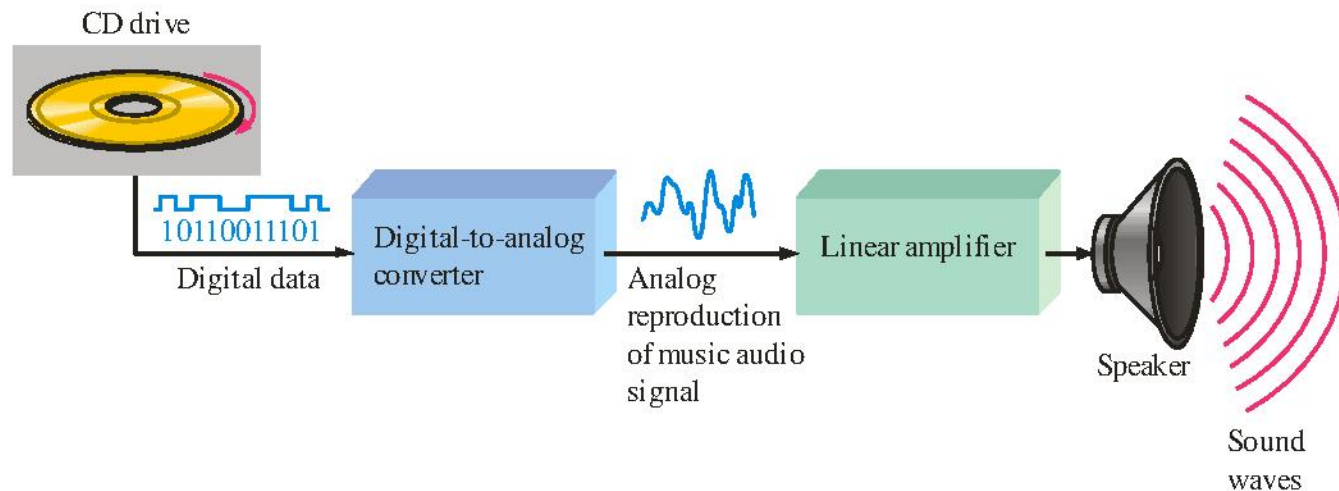 CD drive
10110011101
Digital data
Digital-to-analog
converter
Analog
reproduction
of music audio
signal
Linear amplifier
Speaker
Sound
waves